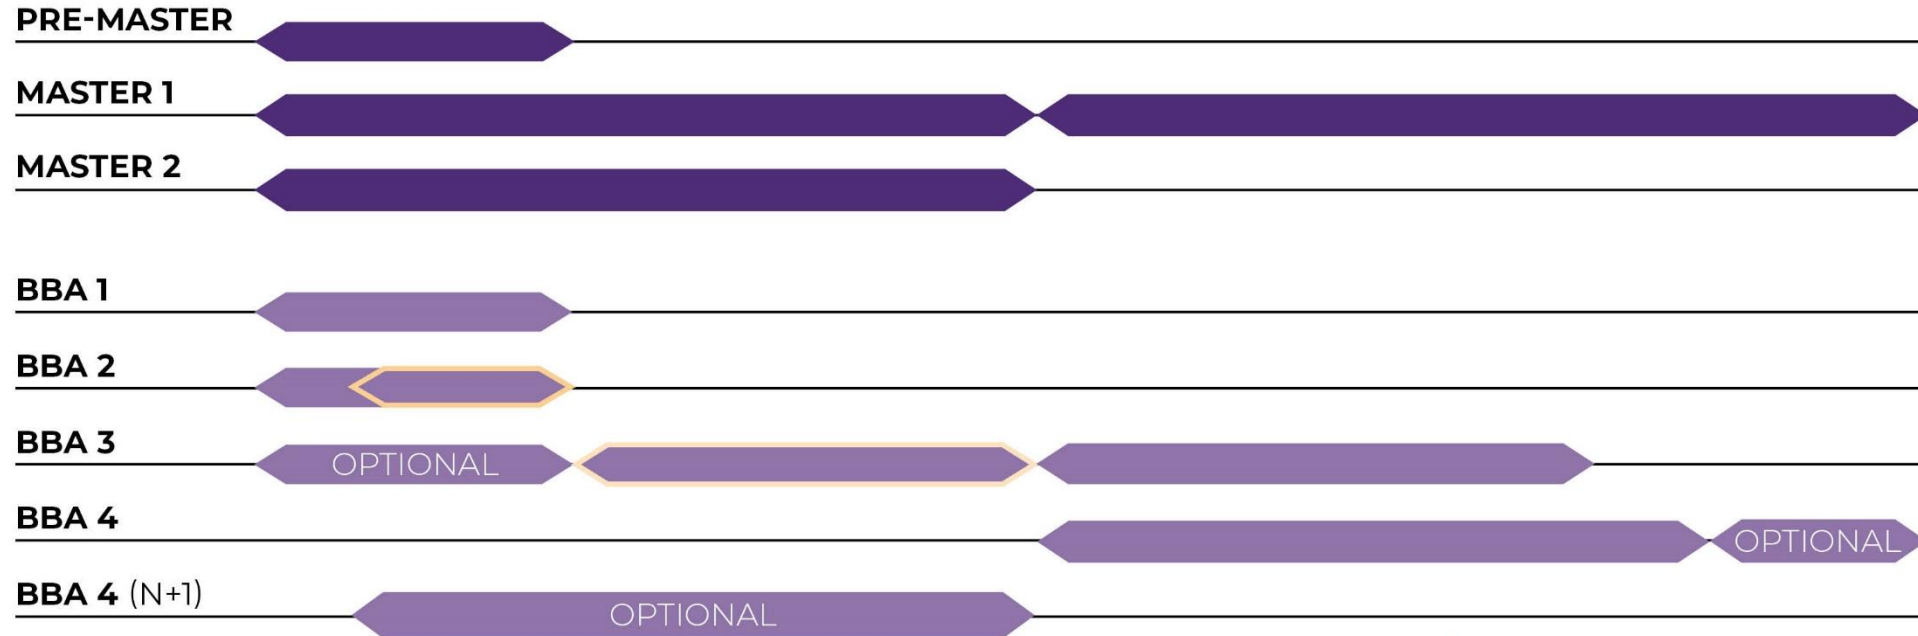 PRE-MASTER
MASTER 1
MASTER 2
BBA 1
BBA 2
BBA 3
OPTIONAL
BBA 4
OPTIONAL
BBA 4 (N+1)
OPTIONAL